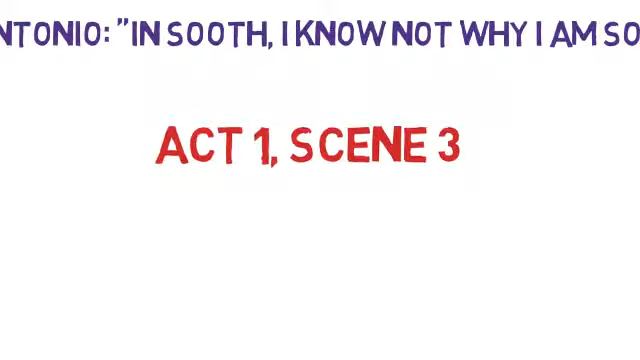 NTONIO: "IN SOOTH, I KNOW NOT WHY I AM SO
ACT 1, SCENE 3